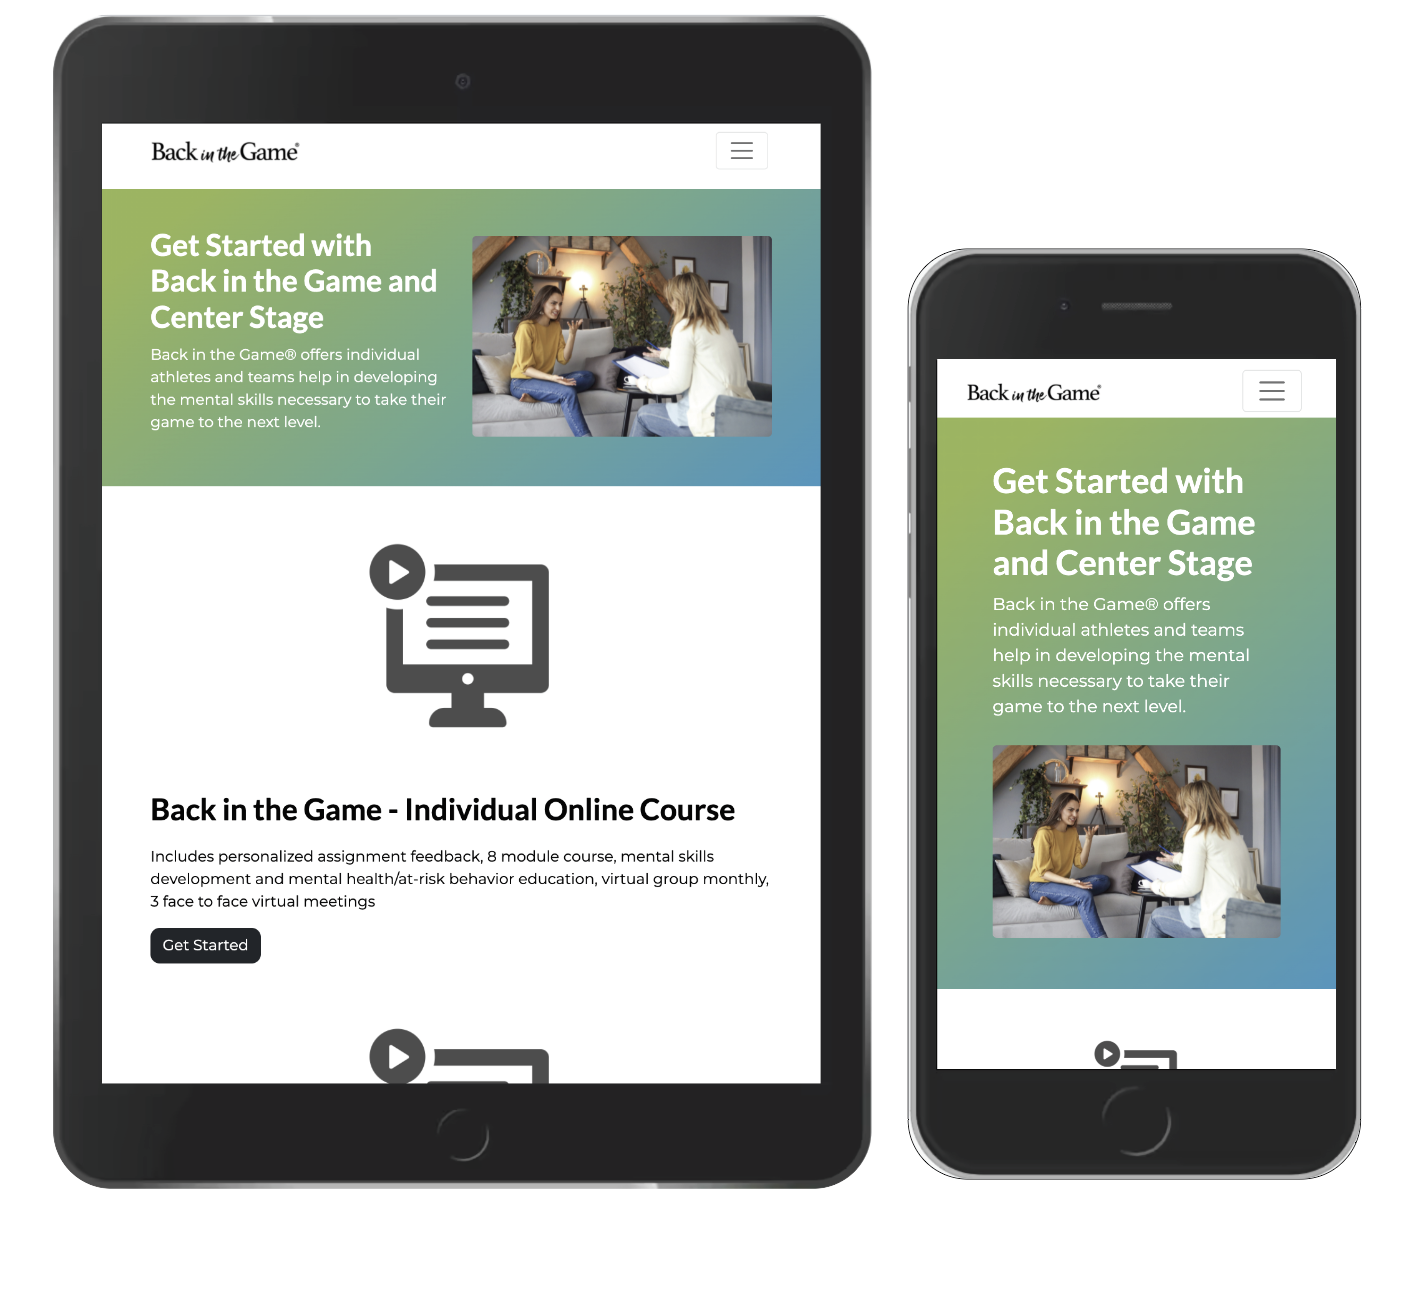 Back in the Game®
Get Started with
Back in the Game and
Center Stage
Back in the Game® offers individual
athletes and teams help in developing
the mental skills necessary to take their
game to the next level.
Back in the Game - Individual Online Course
Includes personalized assignment feedback, 8 module course, mental skills
development and mental health/at-risk behavior education, virtual group monthly,
3 face to face virtual meetings
Get Started
Back in the Game®
Get Started with
Back in the Game
and Center Stage
Back in the Game® offers
individual athletes and teams
help in developing the mental
skills necessary to take their
game to the next level.